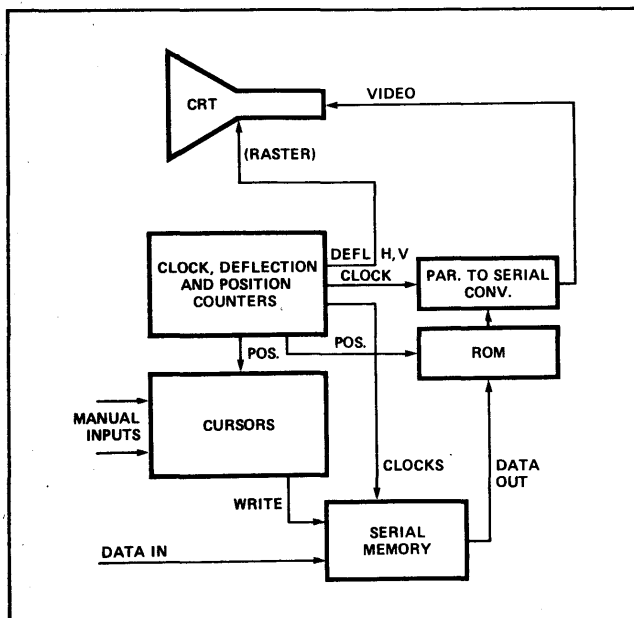 CRT
VIDEO
(RASTER)
DEFL H, V
CLOCK, DEFLECTION
AND POSITION
COUNTERS
CLOCK
PAR. TO SERIAL
CONV.
POS.
POS.
ROM
MANUAL
INPUTS
CURSORS
CLOCKS
DATA
OUT
WRITE
SERIAL
MEMORY
DATA IN